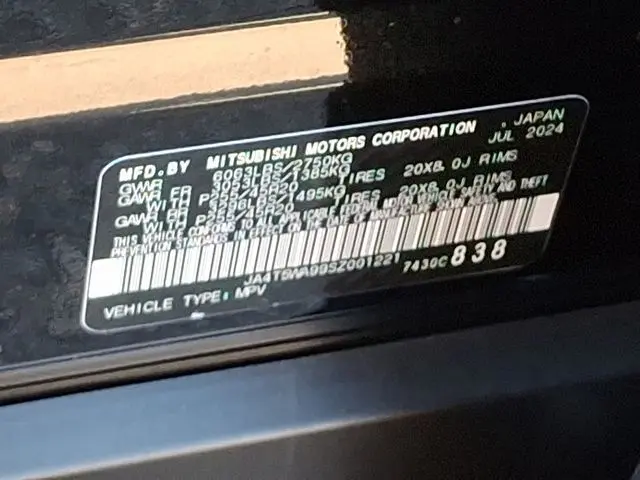 MFD.BY MITSUBISHI MOTORS CORPORATION JAPAN
JUL 2024
GVWR 6063LBS/2750KG
GAWR FR 3053LBS/1385KG
WITH P255/45R20 TIRES 20X8.0J RIMS
GAWR RR 3296LBS/1495KG
WITH P255/45R20 TIRES 20X8.0J RIMS
THIS VEHICLE CONFORMS TO ALL APPLICABLE FEDERAL MOTOR VEHICLE SAFETY AND THEFT
PREVENTION STANDARDS IN EFFECT ON THE DATE OF MANUFACTURE SHOWN ABOVE.
JA4T5WA99SZ001221 7430C 838
VEHICLE TYPE: MPV